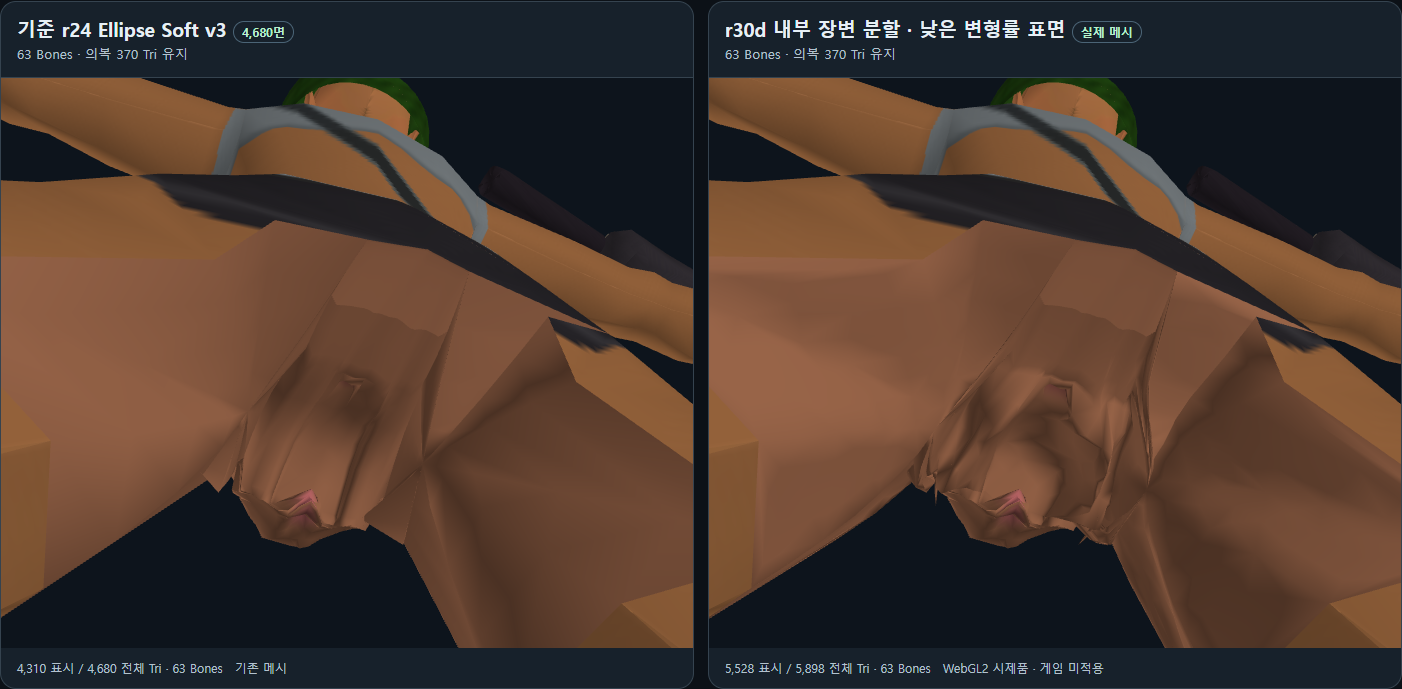 기준 r24 Ellipse Soft v3 4,680면
63 Bones · 의복 370 Tri 유지
r30d 내부 장변 분할 · 낮은 변형률 표면 실제 메시
63 Bones · 의복 370 Tri 유지
4,310 표시 / 4,680 전체 Tri · 63 Bones 기존 메시
5,528 표시 / 5,898 전체 Tri · 63 Bones WebGL2 시제품 · 게임 미적용